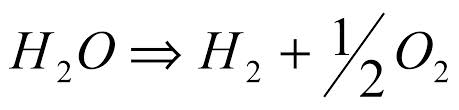 H₂O ⇒ H₂ + 1/2 O₂